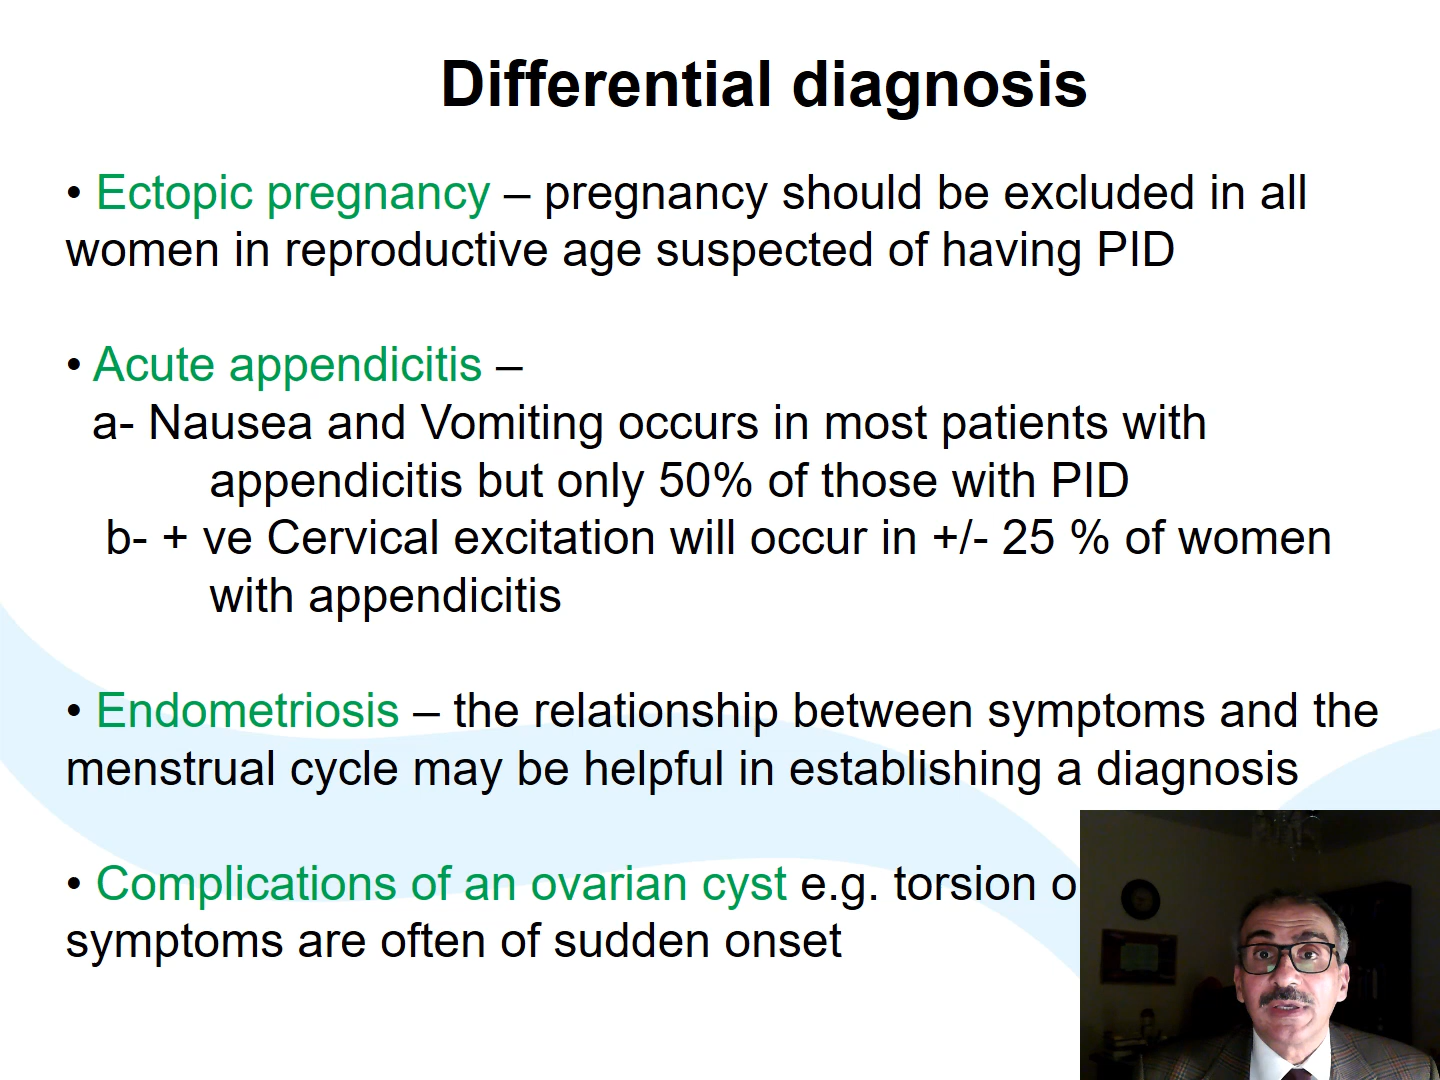 Differential diagnosis
• Ectopic pregnancy – pregnancy should be excluded in all
women in reproductive age suspected of having PID
• Acute appendicitis –
a- Nausea and Vomiting occurs in most patients with
appendicitis but only 50% of those with PID
b- + ve Cervical excitation will occur in +/- 25 % of women
with appendicitis
• Endometriosis – the relationship between symptoms and the
menstrual cycle may be helpful in establishing a diagnosis
• Complications of an ovarian cyst e.g. torsion o
symptoms are often of sudden onset